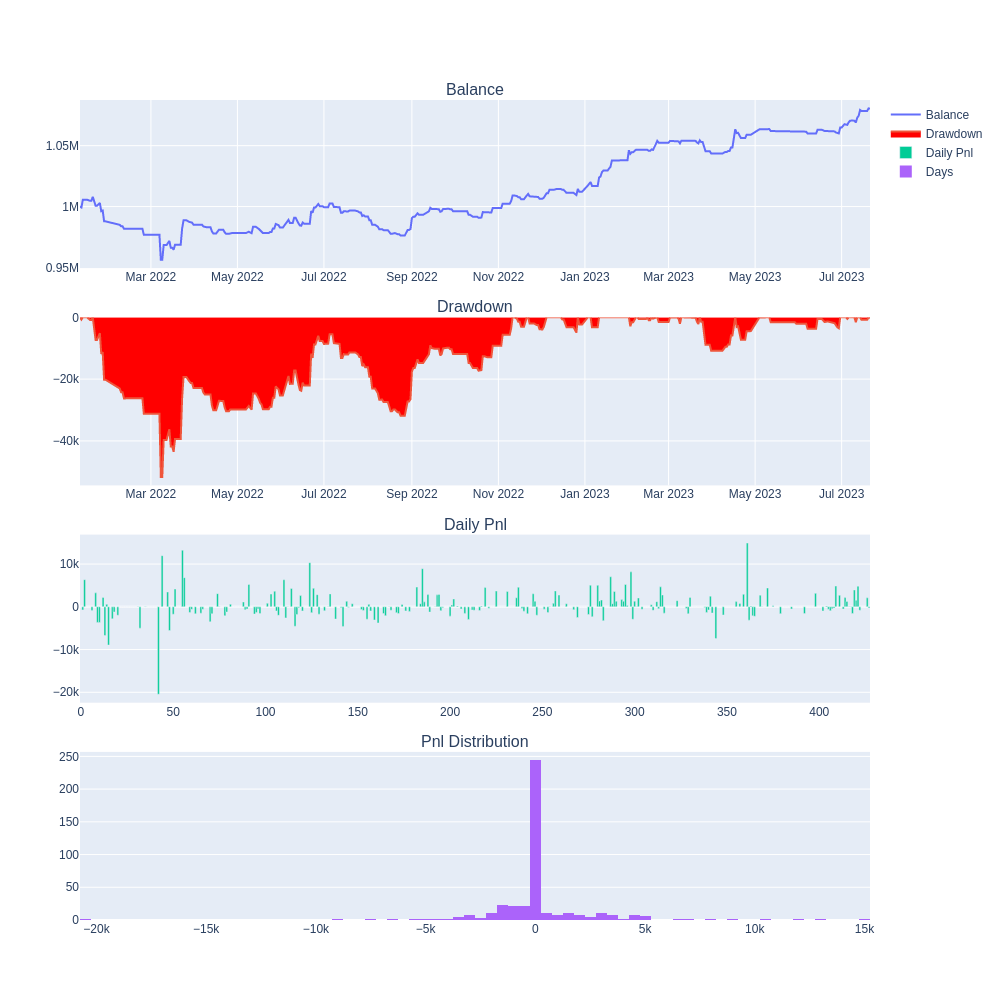 Balance
1.05M
1M
0.95M
Mar 2022 May 2022 Jul 2022 Sep 2022 Nov 2022 Jan 2023 Mar 2023 May 2023 Jul 2023
Balance
Drawdown
Daily Pnl
Days
Drawdown
0
−20k
−40k
Mar 2022 May 2022 Jul 2022 Sep 2022 Nov 2022 Jan 2023 Mar 2023 May 2023 Jul 2023
Daily Pnl
10k
0
−10k
−20k
0 50 100 150 200 250 300 350 400
Pnl Distribution
250
200
150
100
50
0
−20k −15k −10k −5k 0 5k 10k 15k